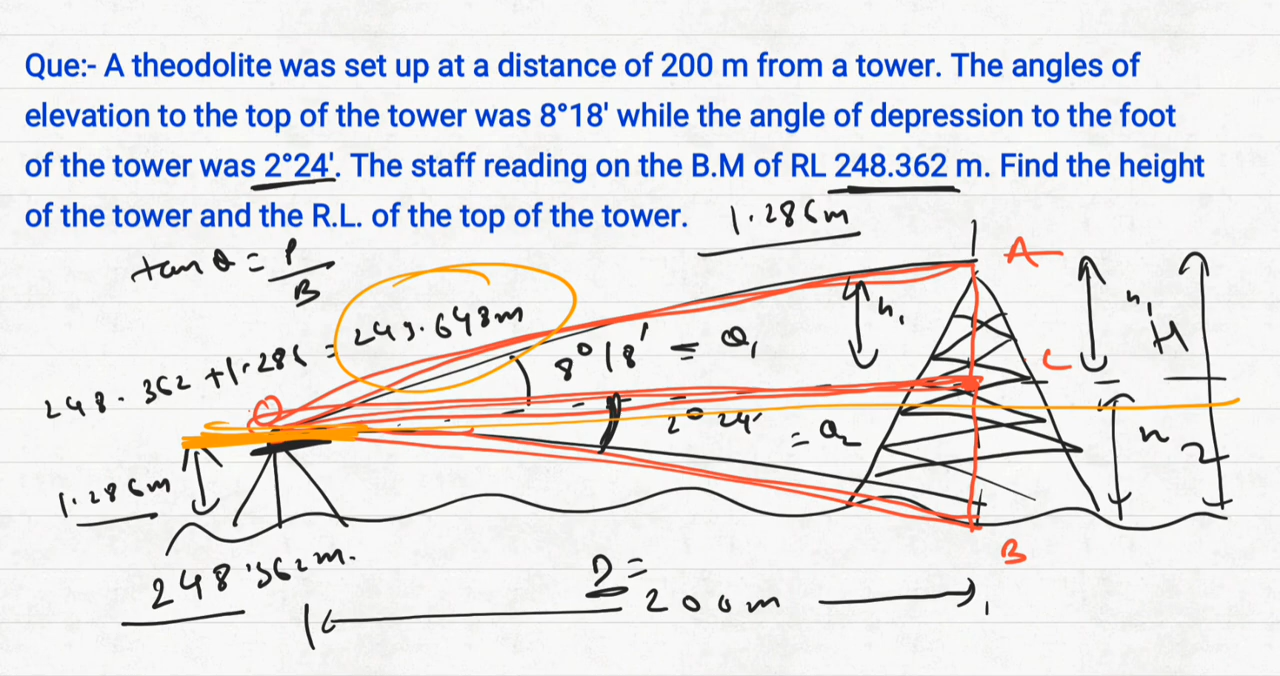 Que:- A theodolite was set up at a distance of 200 m from a tower. The angles of
elevation to the top of the tower was 8°18' while the angle of depression to the foot
of the tower was 2°24'. The staff reading on the B.M of RL 248.362 m. Find the height
of the tower and the R.L. of the top of the tower.
1.286m
tan θ = P/B
A
h₁
H
248.362 + 1.286 = 249.648m
8°18' = θ₁
C
O
2°24' = θ₂
h₂
1.286m
B
248.362m.
D =
200m